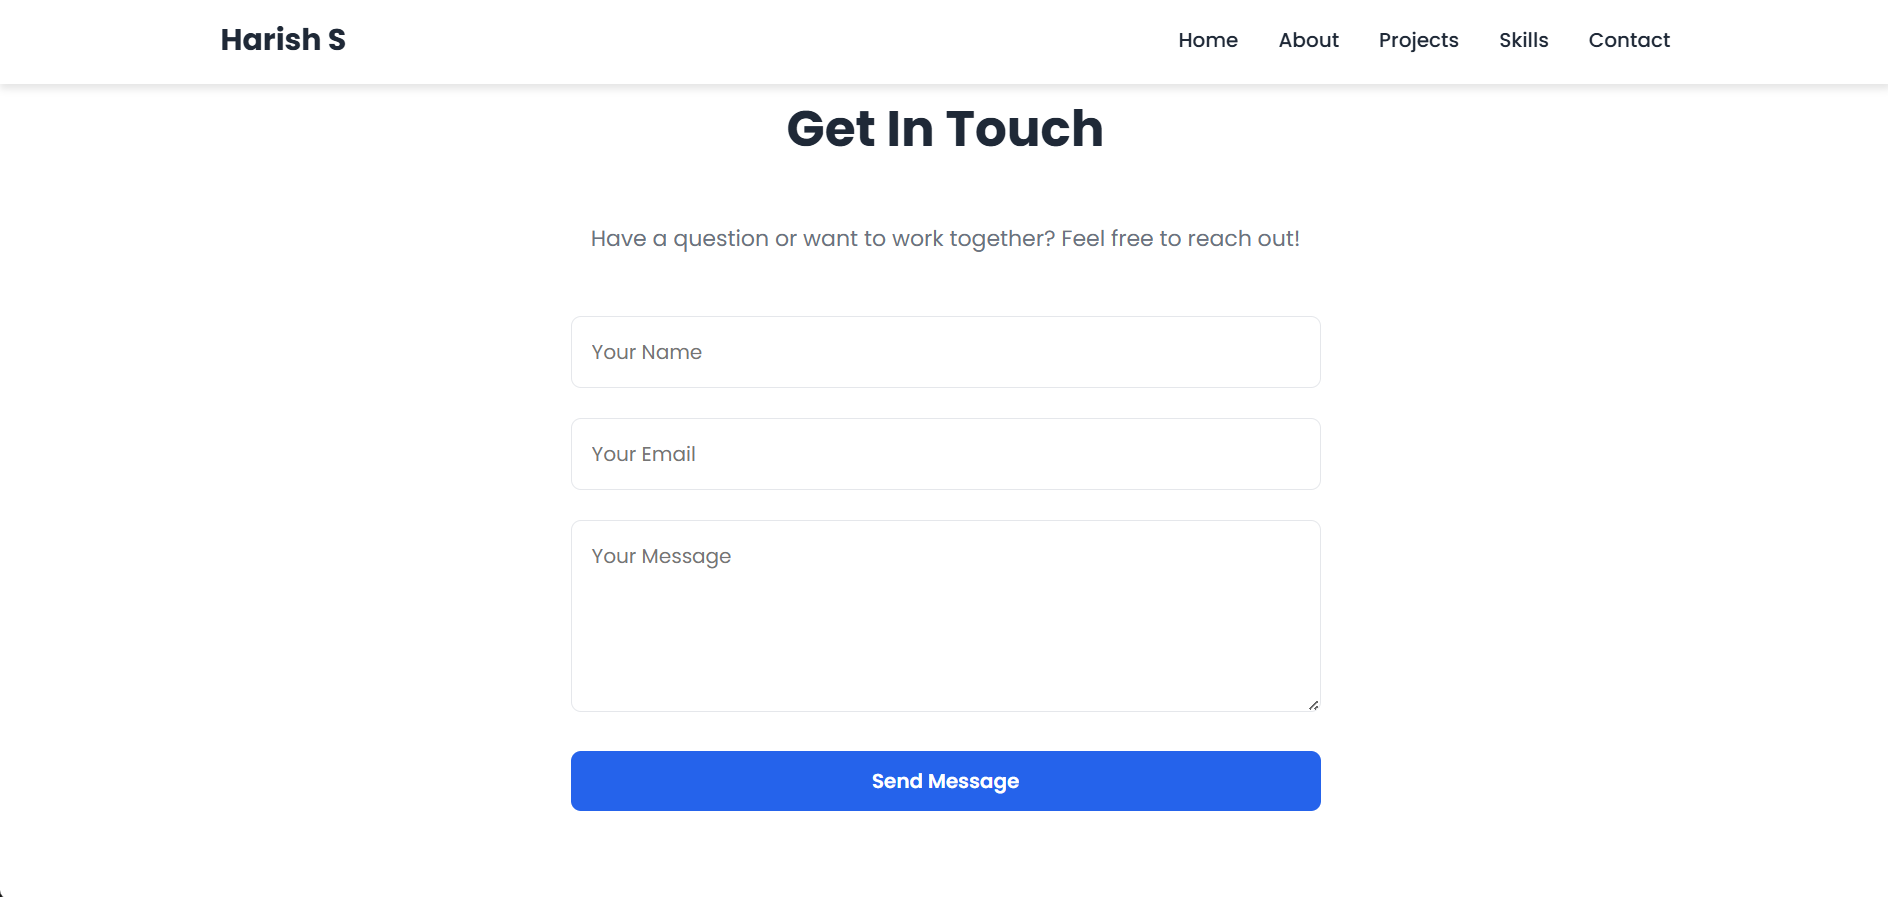 Harish S
Home About Projects Skills Contact
Get In Touch
Have a question or want to work together? Feel free to reach out!
Your Name
Your Email
Your Message
Send Message